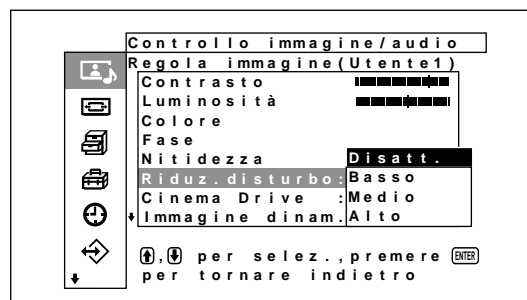 Controllo immagine/audio
Regola immagine(Utente1)
Contrasto
Luminosità
Colore
Fase
Nitidezza Disatt.
Riduz.disturbo: Basso
Cinema Drive : Medio
Immagine dinam. Alto
, per selez.,premere ENTER
per tornare indietro